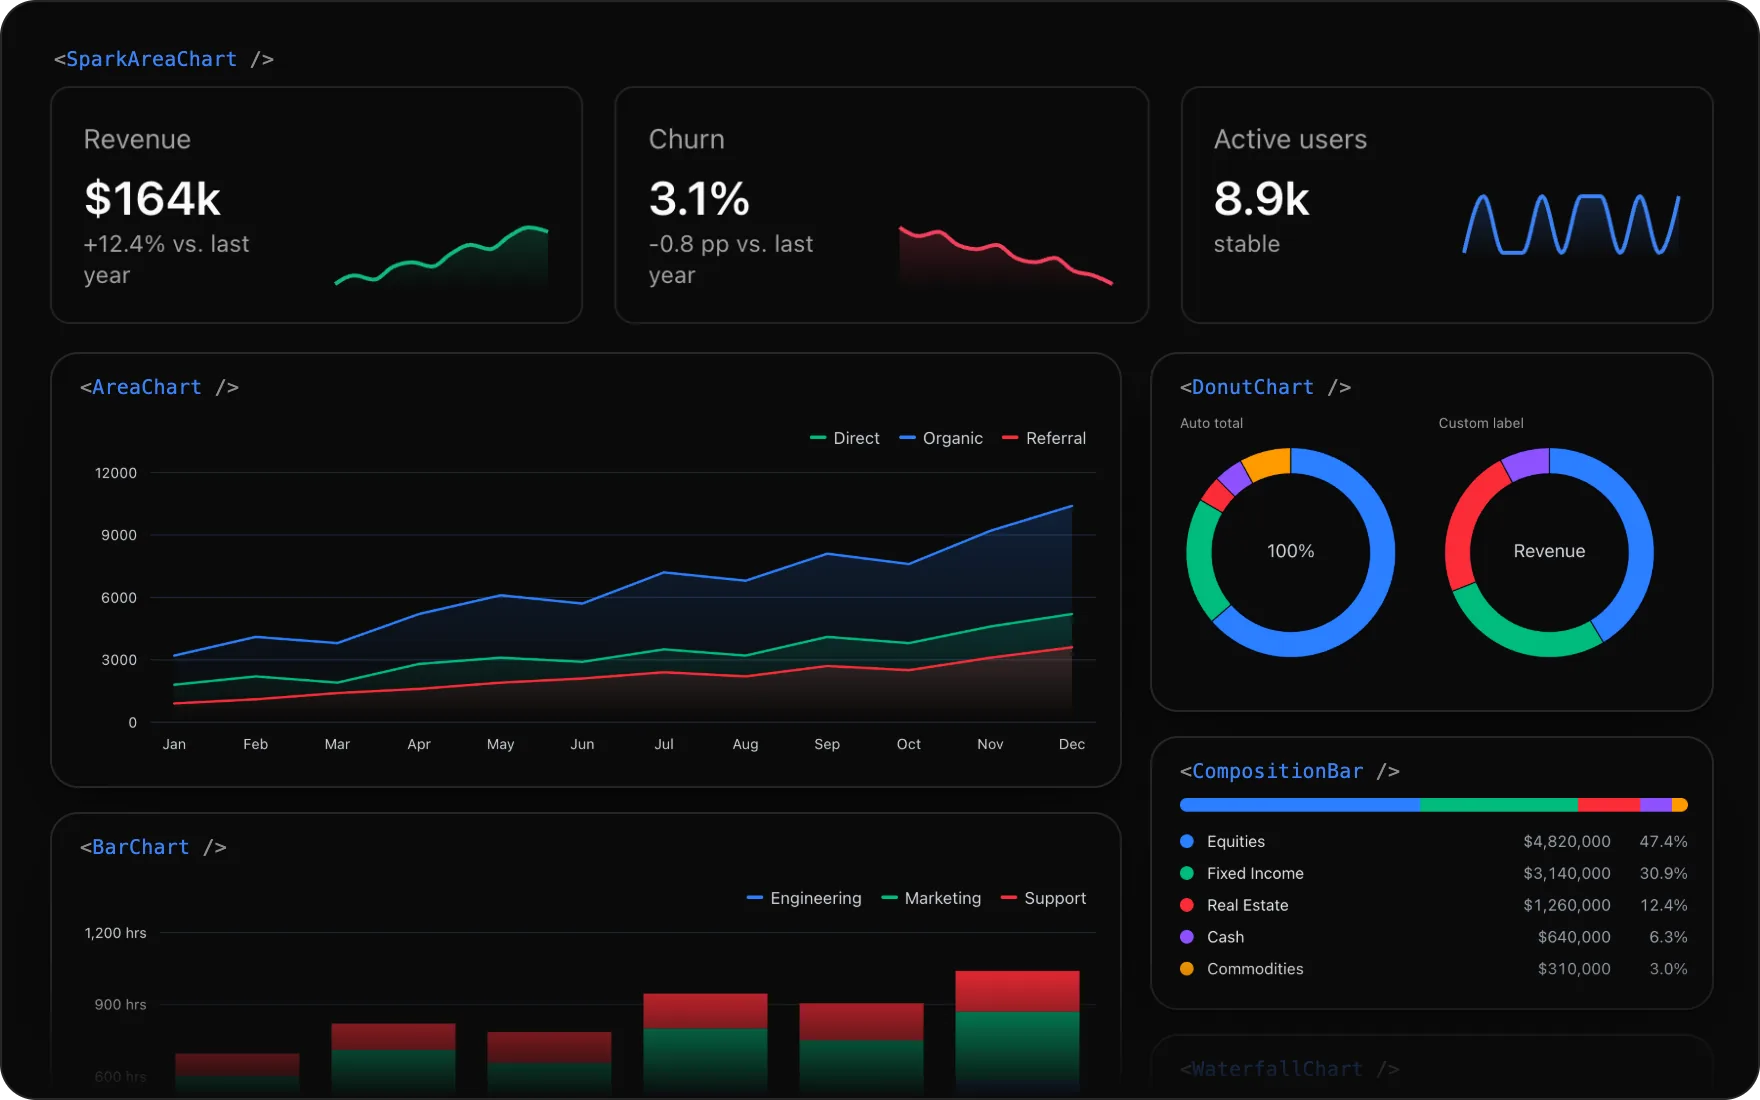 <SparkAreaChart />
Revenue
$164k
+12.4% vs. last
year
Churn
3.1%
-0.8 pp vs. last
year
Active users
8.9k
stable
<AreaChart />
Direct Organic Referral
12000
9000
6000
3000
0
Jan Feb Mar Apr May Jun Jul Aug Sep Oct Nov Dec
<DonutChart />
Auto total
100%
Custom label
Revenue
<CompositionBar />
Equities $4,820,000 47.4%
Fixed Income $3,140,000 30.9%
Real Estate $1,260,000 12.4%
Cash $640,000 6.3%
Commodities $310,000 3.0%
<BarChart />
Engineering Marketing Support
1,200 hrs
900 hrs
600 hrs
<WaterfallChart />